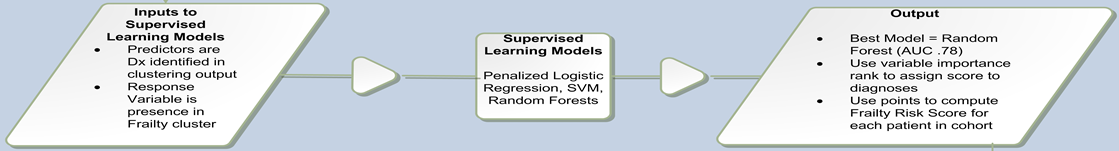 Inputs to
Supervised
Learning Models
• Predictors are
Dx identified in
clustering output
• Response
Variable is
presence in
Frailty cluster
Supervised
Learning Models
Penalized Logistic
Regression, SVM,
Random Forests
Output
• Best Model = Random
Forest (AUC .78)
• Use variable importance
rank to assign score to
diagnoses
• Use points to compute
Frailty Risk Score for
each patient in cohort